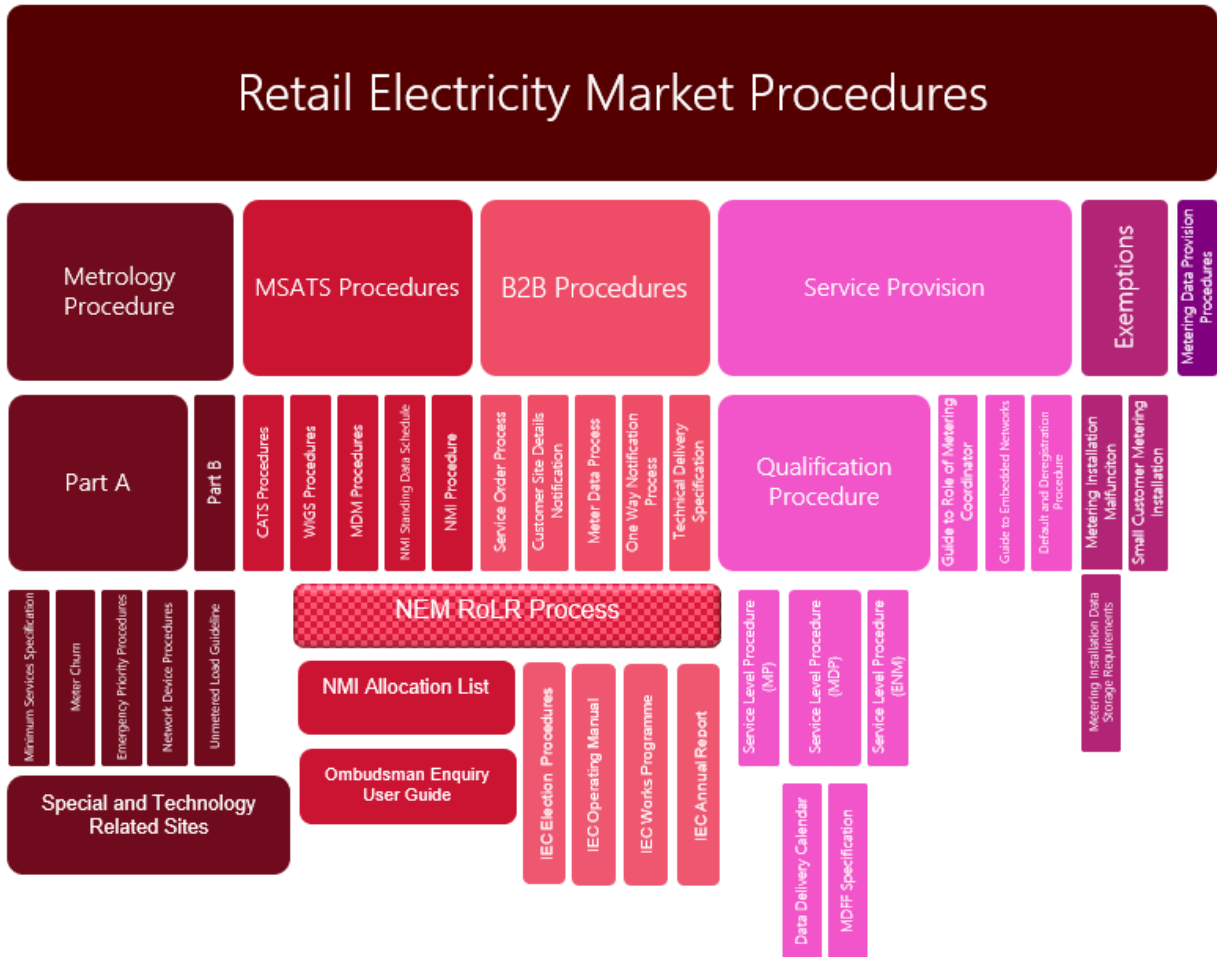 Retail Electricity Market Procedures
Metrology
Procedure
MSATS Procedures
B2B Procedures
Service Provision
Exemptions
Metering Data Provision
Procedures
Part A
Part B
CATS Procedures
WIGS Procedures
MDM Procedures
NMI Standing Data Schedule
NMI Procedure
Service Order Process
Customer Site Details
Notification
Meter Data Process
One Way Notification
Process
Technical Delivery
Specification
Qualification
Procedure
Guide to Role of Metering
Coordinator
Guide to Embedded Networks
Default and Deregistration
Procedure
Metering Installation
Malfunciton
Small Customer Metering
Installation
Minimum Services Specification
Meter Churn
Emergency Priority Procedures
Network Device Procedures
Unmetered Load Guideline
NEM RoLR Process
NMI Allocation List
Ombudsman Enquiry
User Guide
IEC Election Procedures
IEC Operating Manual
IEC Works Programme
IEC Annual Report
Service Level Procedure
(MP)
Service Level Procedure
(MDP)
Service Level Procedure
(ENM)
Metering Installation Data
Storage Requirements
Special and Technology
Related Sites
Data Delivery Calendar
MDFF Specification